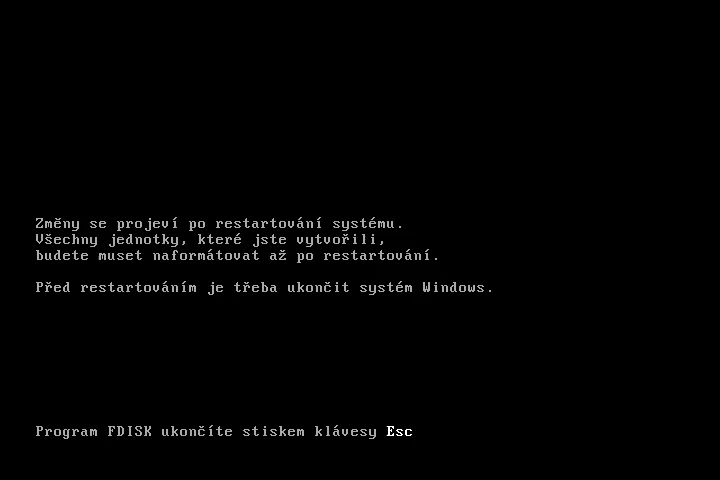 Změny se projeví po restartování systému.
Všechny jednotky, které jste vytvořili,
budete muset naformátovat až po restartování.
Před restartováním je třeba ukončit systém Windows.
Program FDISK ukončíte stiskem klávesy Esc